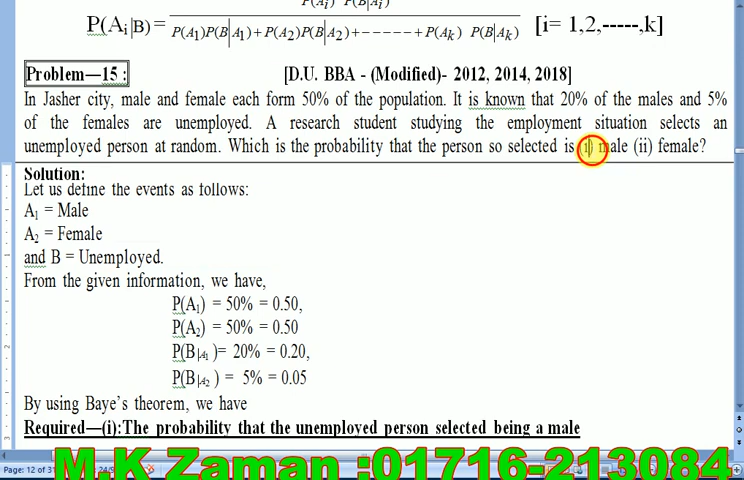 P(Aᵢ) P(B|Aᵢ)
P(Aᵢ|B) = P(A₁)P(B|A₁)+P(A₂)P(B|A₂)+-----+P(Aₖ) P(B|Aₖ) [i= 1,2,-----,k]
Problem—15 : [D.U. BBA - (Modified)- 2012, 2014, 2018]
In Jasher city, male and female each form 50% of the population. It is known that 20% of the males and 5%
of the females are unemployed. A research student studying the employment situation selects an
unemployed person at random. Which is the probability that the person so selected is (i) male (ii) female?
Solution:
Let us define the events as follows:
A₁ = Male
A₂ = Female
and B = Unemployed.
From the given information, we have,
P(A₁) = 50% = 0.50,
P(A₂) = 50% = 0.50
P(B|A₁)= 20% = 0.20,
P(B|A₂) = 5% = 0.05
By using Baye's theorem, we have
Required—(i):The probability that the unemployed person selected being a male
M.K Zaman :01716-213084
Page: 12 of 31